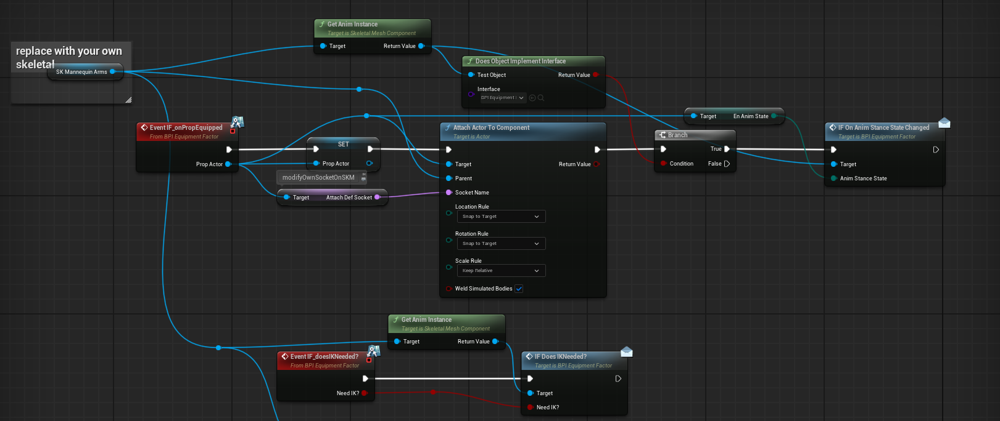 replace with your own
skeletal
SK Mannequin Arms
Get Anim Instance
Target is Skeletal Mesh Component
Target
Return Value
Does Object Implement Interface
Test Object
Return Value
Interface
BPI Equipment
Target
En Anim State
Event IF_onPropEquipped
From BPI Equipment Factor
Prop Actor
SET
Prop Actor
modifyOwnSocketOnSKM
Target
Attach Def Socket
Attach Actor To Component
Target is Actor
Target
Return Value
Parent
Socket Name
Location Rule
Snap to Target
Rotation Rule
Snap to Target
Scale Rule
Keep Relative
Weld Simulated Bodies
Branch
True
Condition
False
IF On Anim Stance State Changed
Target is BPI Equipment Factor
Target
Anim Stance State
Get Anim Instance
Target is Skeletal Mesh Component
Target
Return Value
Event IF_doesIKNeeded?
From BPI Equipment Factor
Need IK?
IF Does IKNeeded?
Target is BPI Equipment Factor
Target
Need IK?